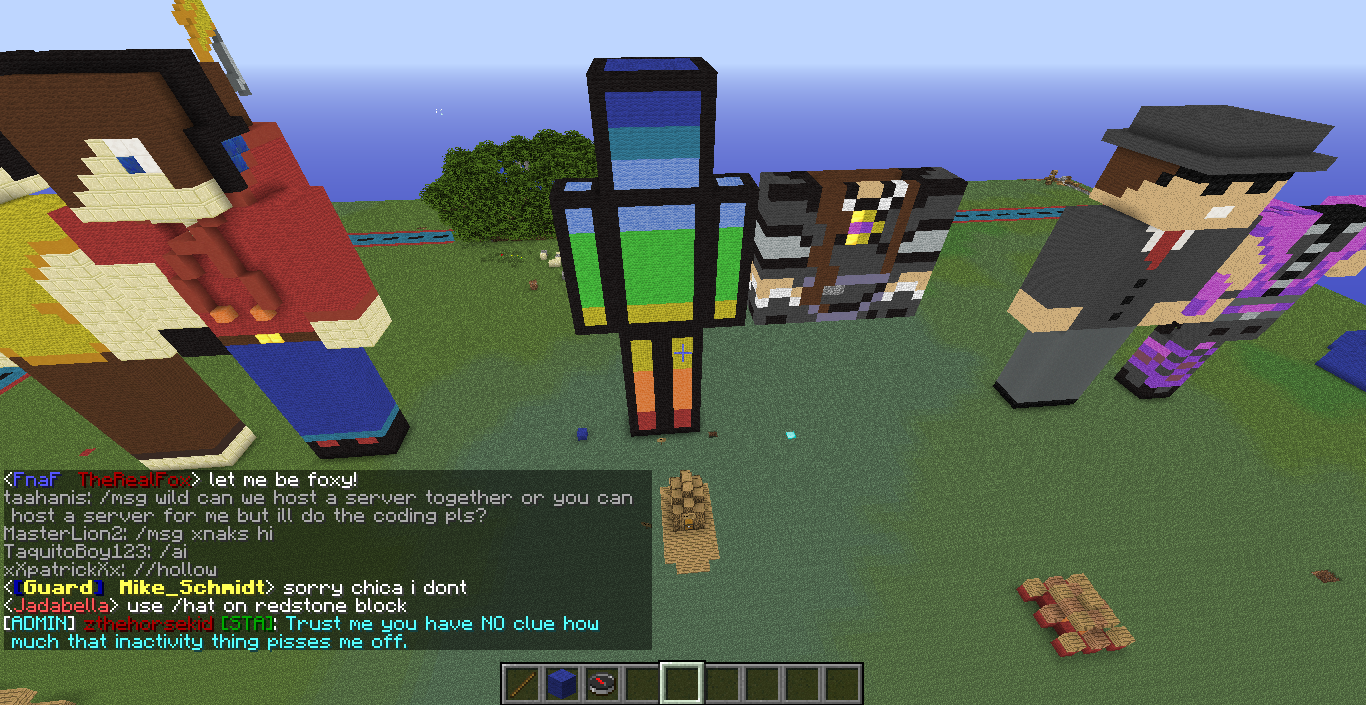 <FnaF TheRealFox> let me be foxy!
taahanis: /msg wild can we host a server together or you can
host a server for me but ill do the coding pls?
MasterLion2: /msg xnaks hi
TaquitoBoy123: /ai
xXpatrickXx: //hollow
<[Guard] Mike_Schmidt> sorry chica i dont
<Jadabella> use /hat on redstone block
[ADMIN] zthehorsekid [STA]: Trust me you have NO clue how
much that inactivity thing pisses me off.